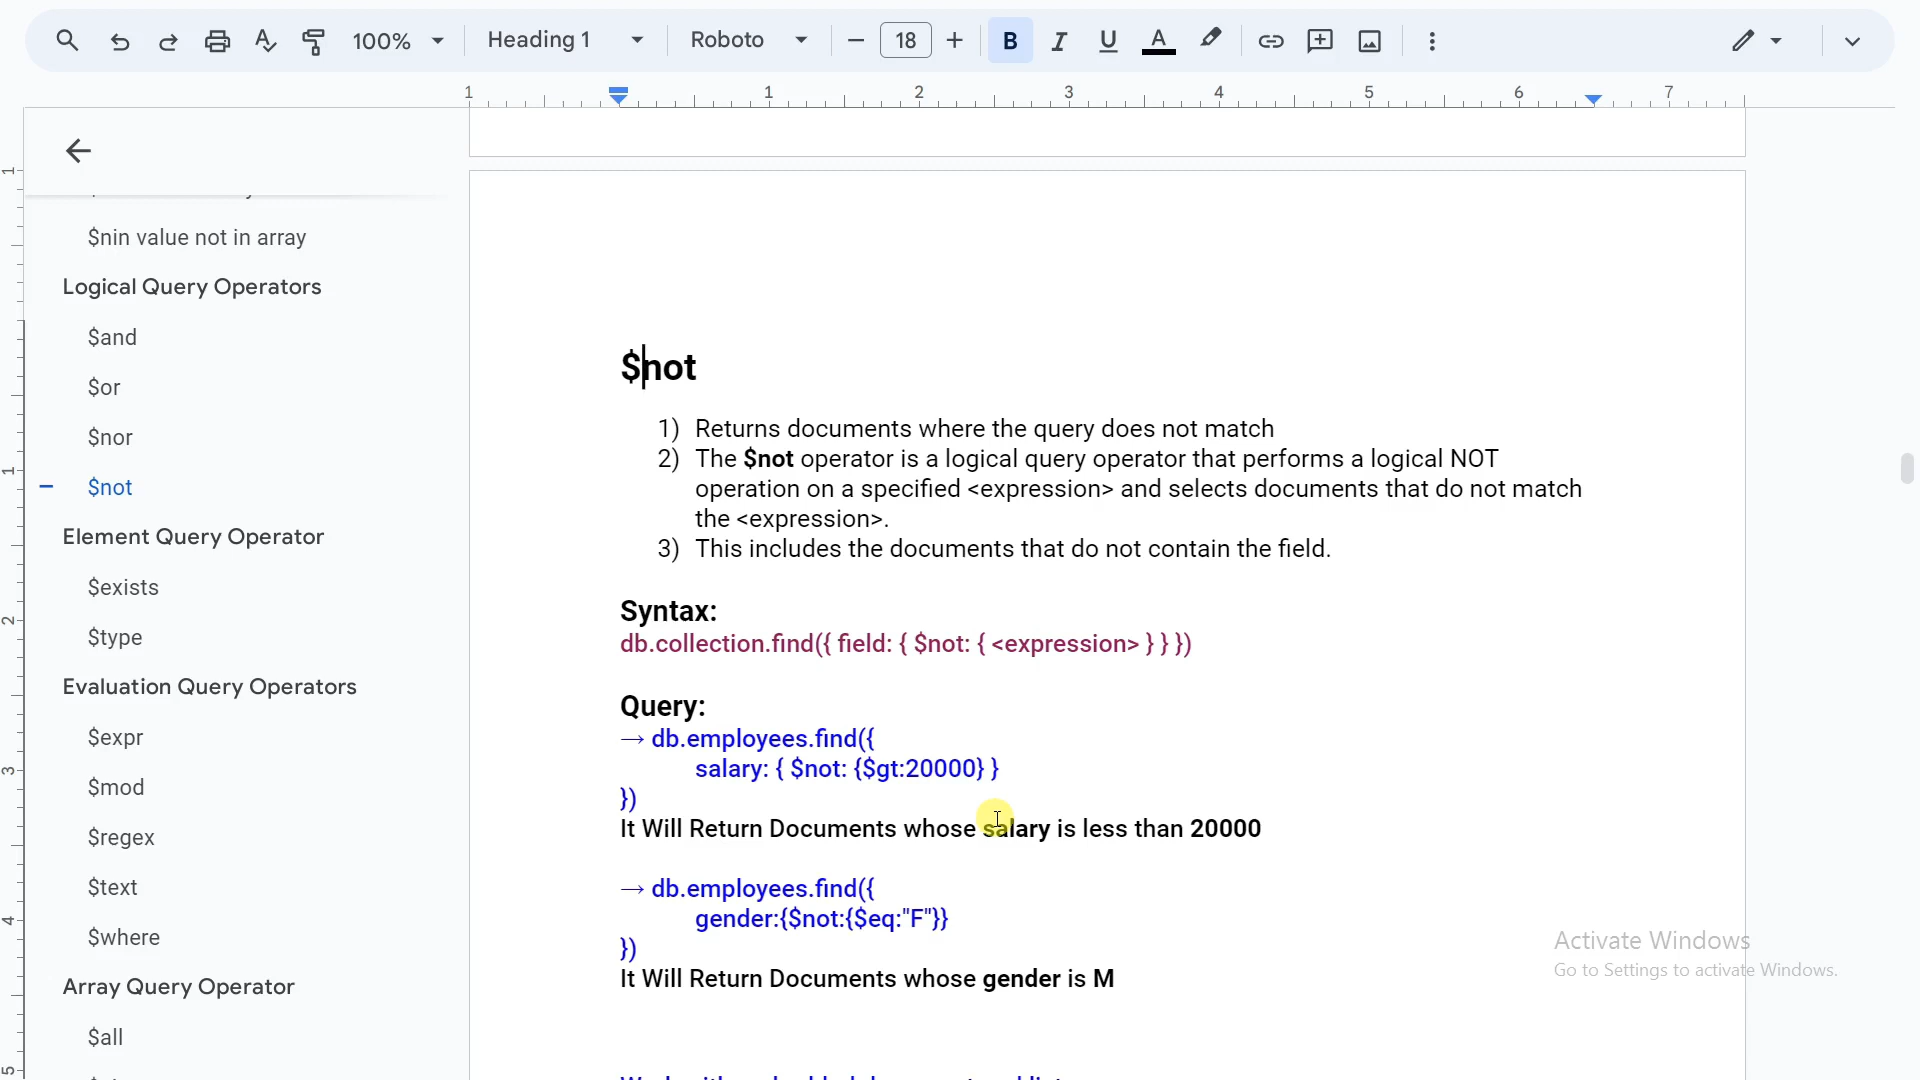 100%
Heading 1
Roboto
18
B
I
U
A
1 1 2 3 4 5 6 7
$nin value not in array
Logical Query Operators
$and
$or
$nor
$not
Element Query Operator
$exists
$type
Evaluation Query Operators
$expr
$mod
$regex
$text
$where
Array Query Operator
$all
1
1
2
3
4
5
$not
1) Returns documents where the query does not match
2) The $not operator is a logical query operator that performs a logical NOT
operation on a specified <expression> and selects documents that do not match
the <expression>.
3) This includes the documents that do not contain the field.
Syntax:
db.collection.find({ field: { $not: { <expression> } } })
Query:
→ db.employees.find({
salary: { $not: {$gt:20000} }
})
It Will Return Documents whose salary is less than 20000
→ db.employees.find({
gender:{$not:{$eq:"F"}}
})
It Will Return Documents whose gender is M
Activate Windows
Go to Settings to activate Windows.